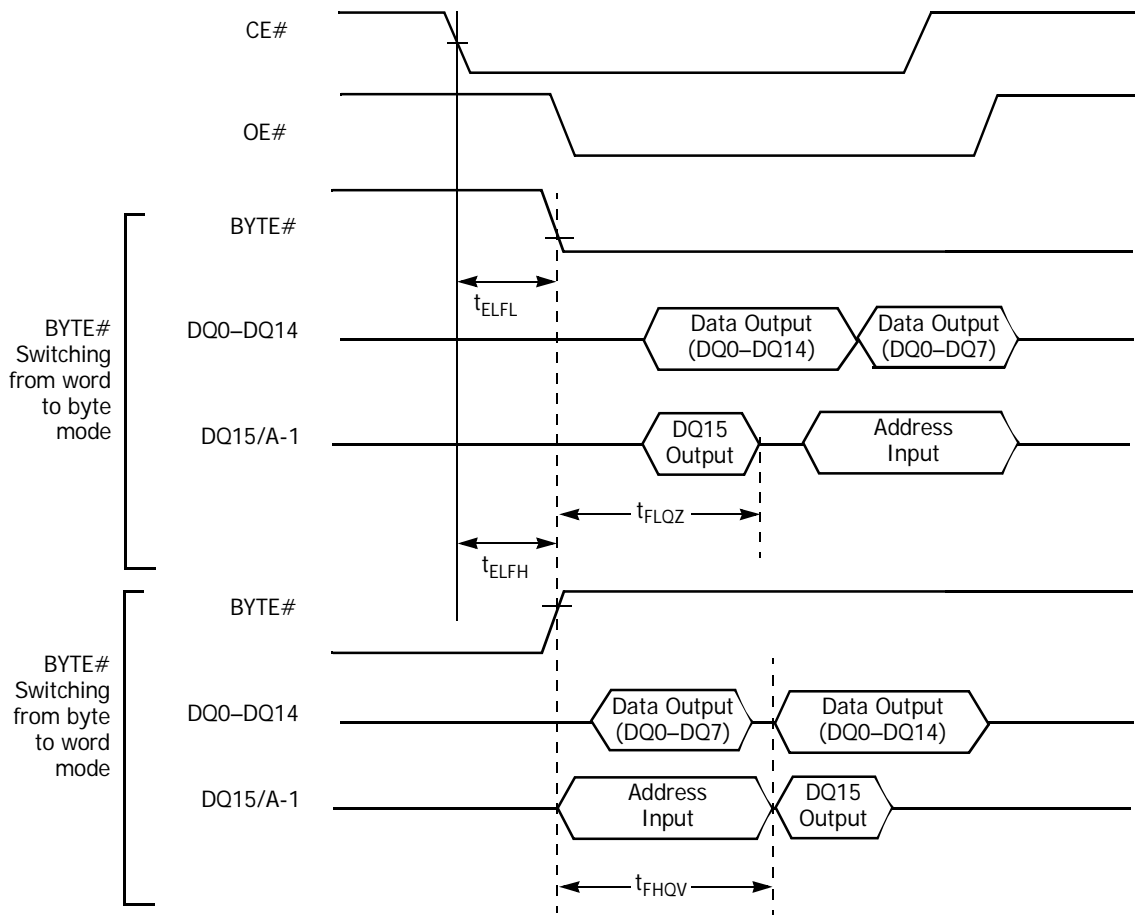 CE#
OE#
BYTE#
tELFL
BYTE#
Switching
from word
to byte
mode
DQ0–DQ14
Data Output
(DQ0–DQ14)
Data Output
(DQ0–DQ7)
DQ15/A-1
DQ15
Output
Address
Input
tFLQZ
tELFH
BYTE#
BYTE#
Switching
from byte
to word
mode
DQ0–DQ14
Data Output
(DQ0–DQ7)
Data Output
(DQ0–DQ14)
DQ15/A-1
Address
Input
DQ15
Output
tFHQV